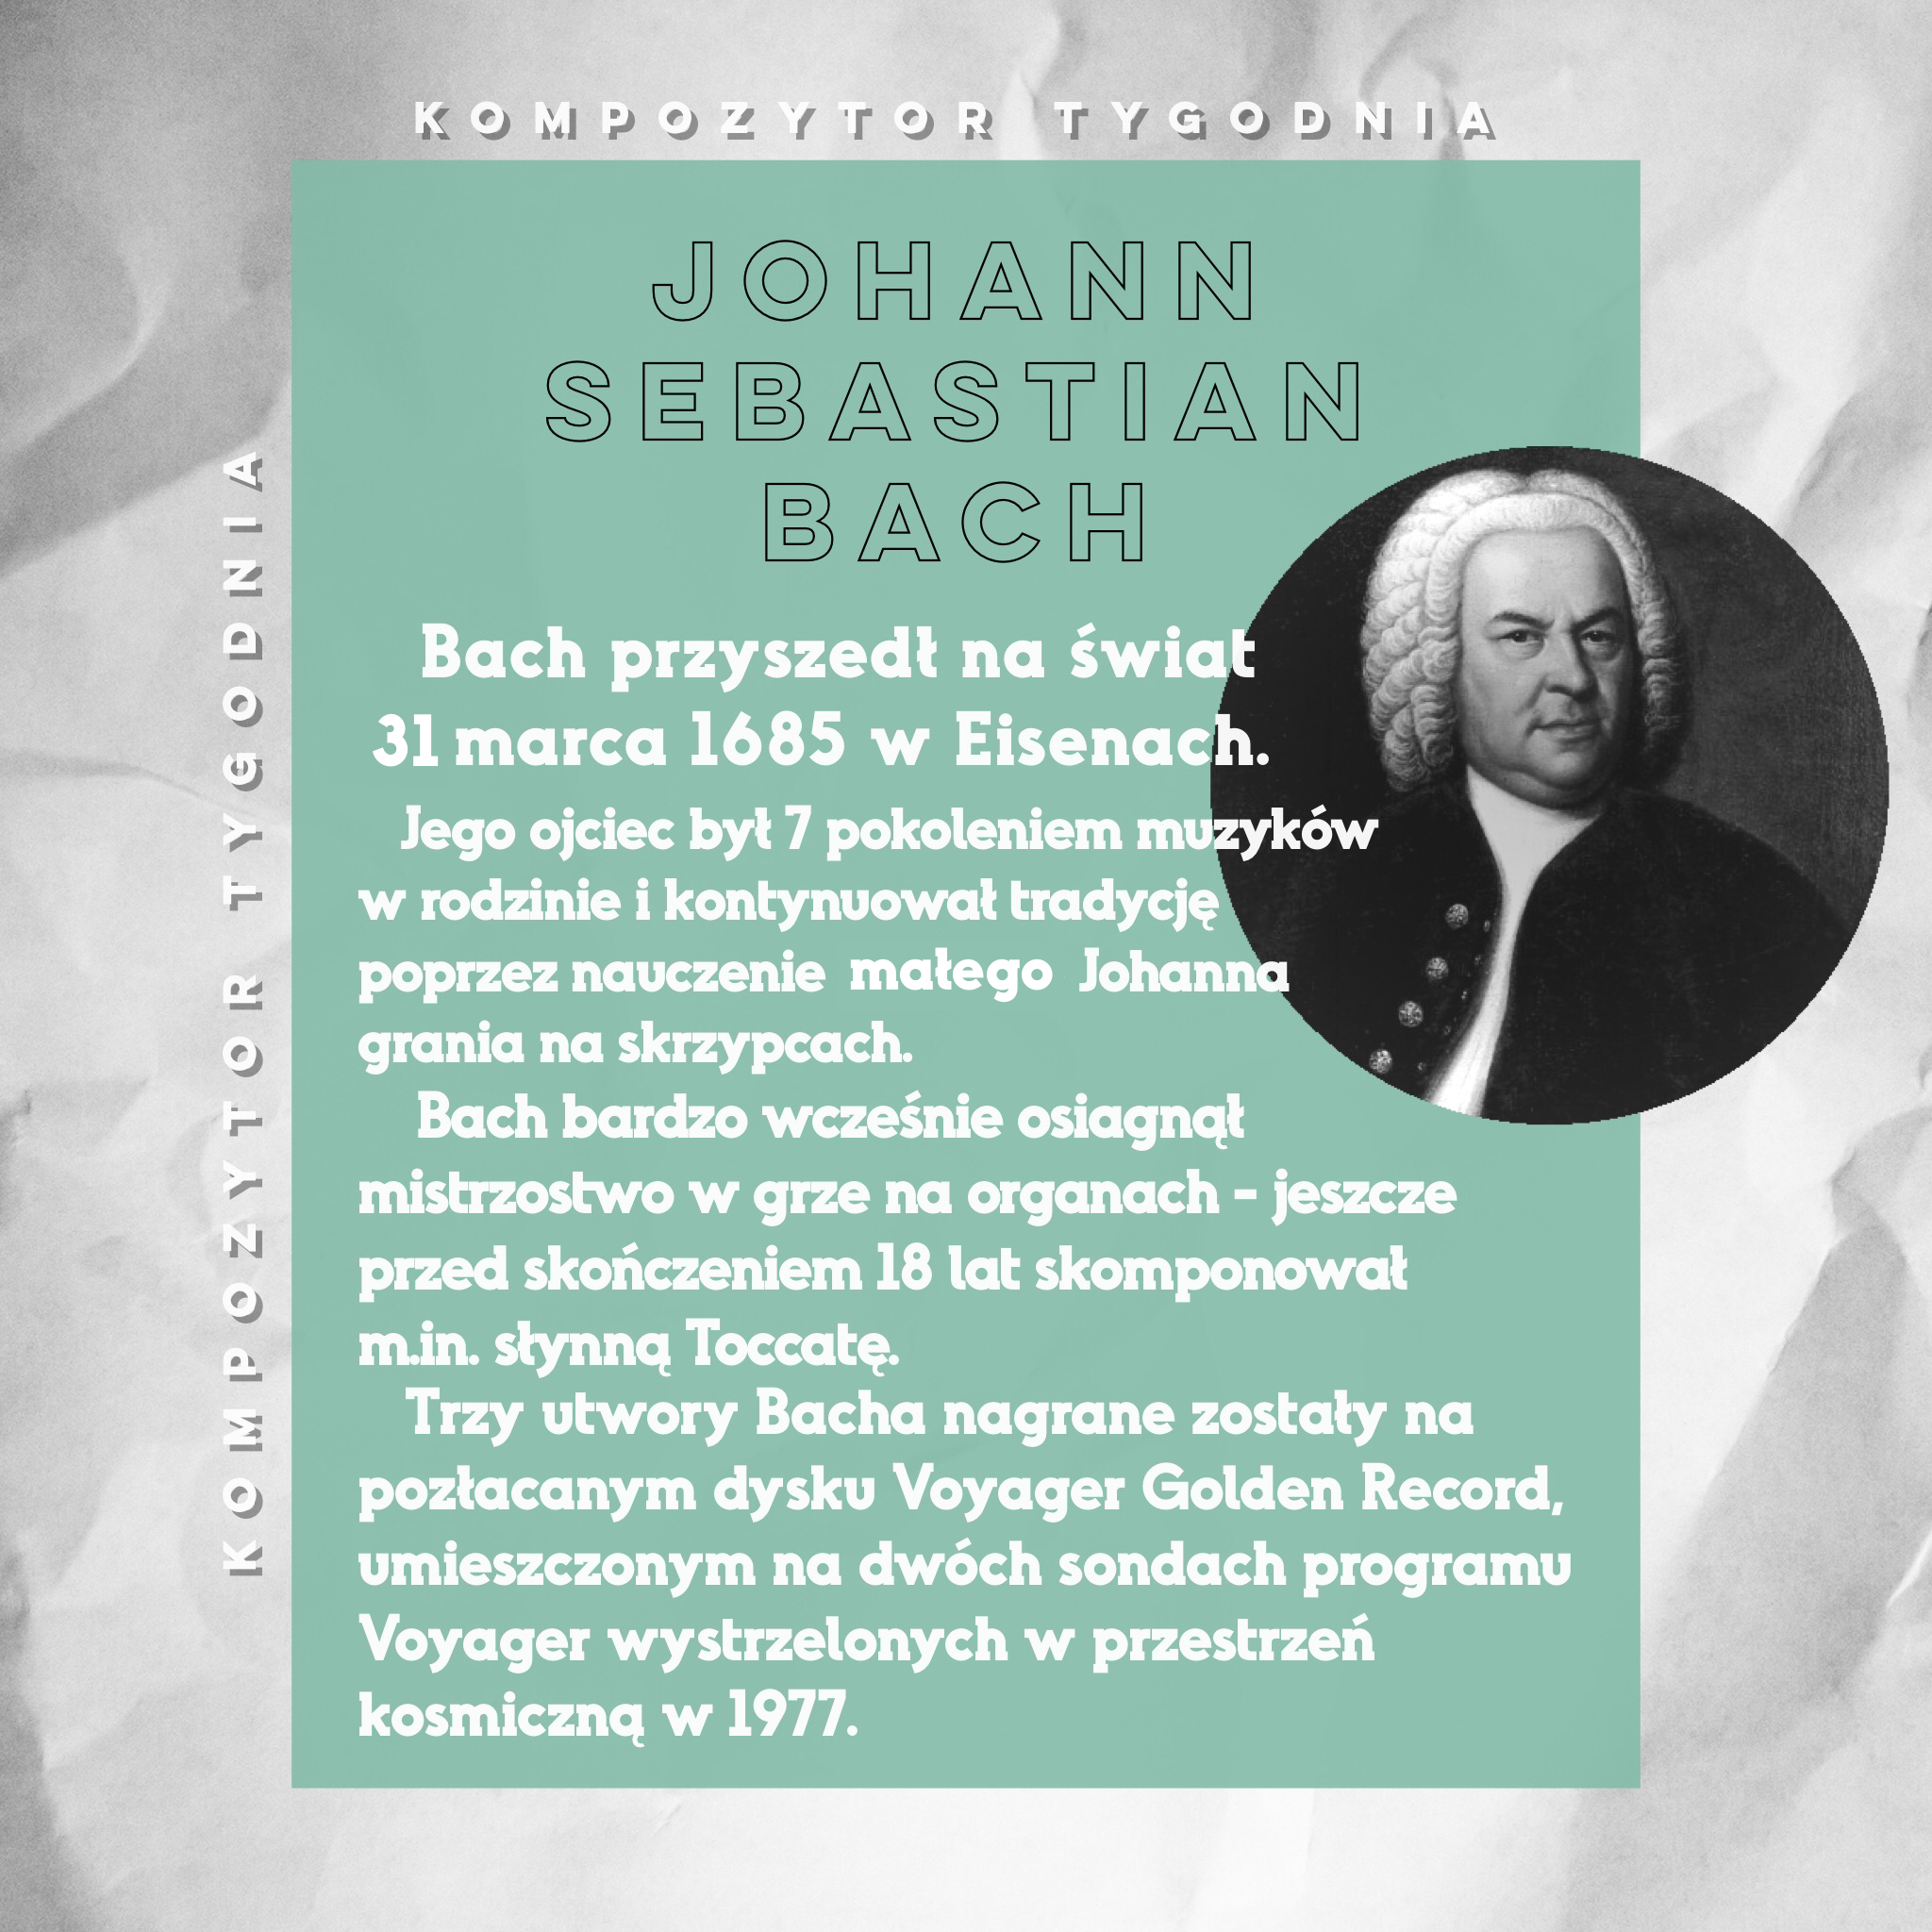 KOMPOZYTOR TYGODNIA
KOMPOZYTOR TYGODNIA
JOHANN
SEBASTIAN
BACH
Bach przyszedł na świat
31 marca 1685 w Eisenach.
Jego ojciec był 7 pokoleniem muzyków
w rodzinie i kontynuował tradycję
poprzez nauczenie małego Johanna
grania na skrzypcach.
Bach bardzo wcześnie osiagnął
mistrzostwo w grze na organach - jeszcze
przed skończeniem 18 lat skomponował
m.in. słynną Toccatę.
Trzy utwory Bacha nagrane zostały na
pozłacanym dysku Voyager Golden Record,
umieszczonym na dwóch sondach programu
Voyager wystrzelonych w przestrzeń
kosmiczną w 1977.